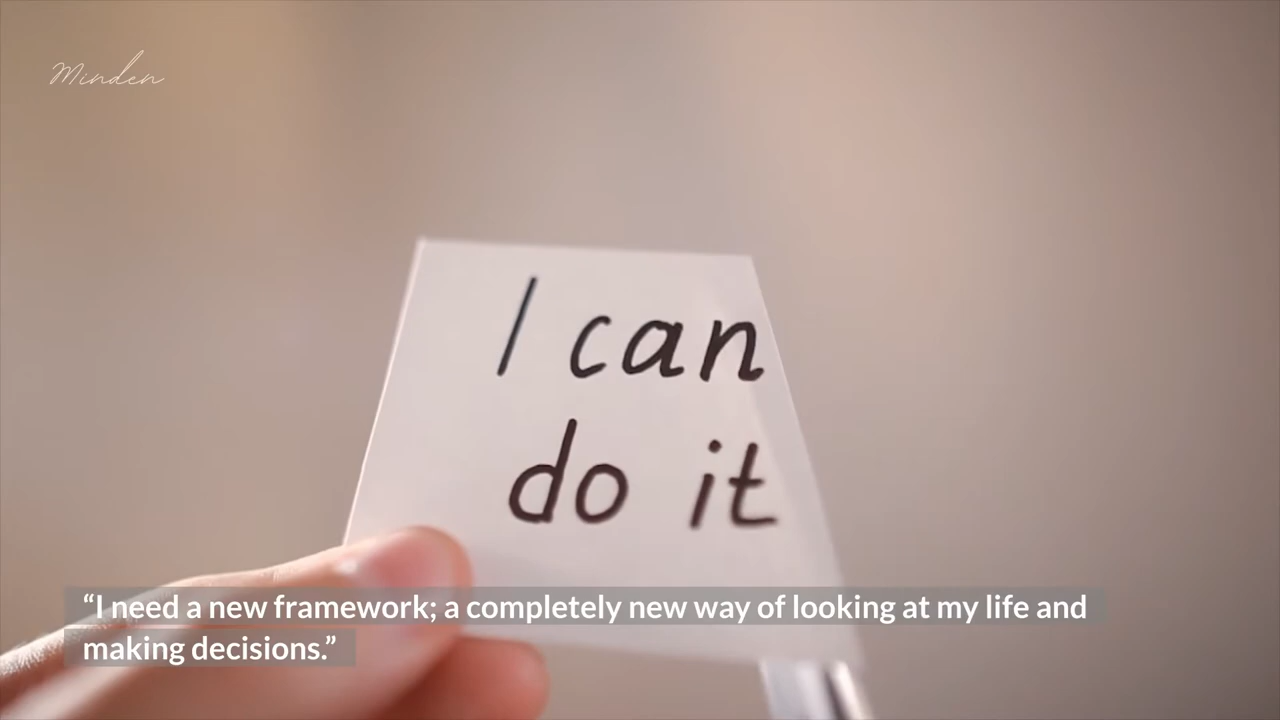 Minden
I can
do it
“I need a new framework; a completely new way of looking at my life and
making decisions.”